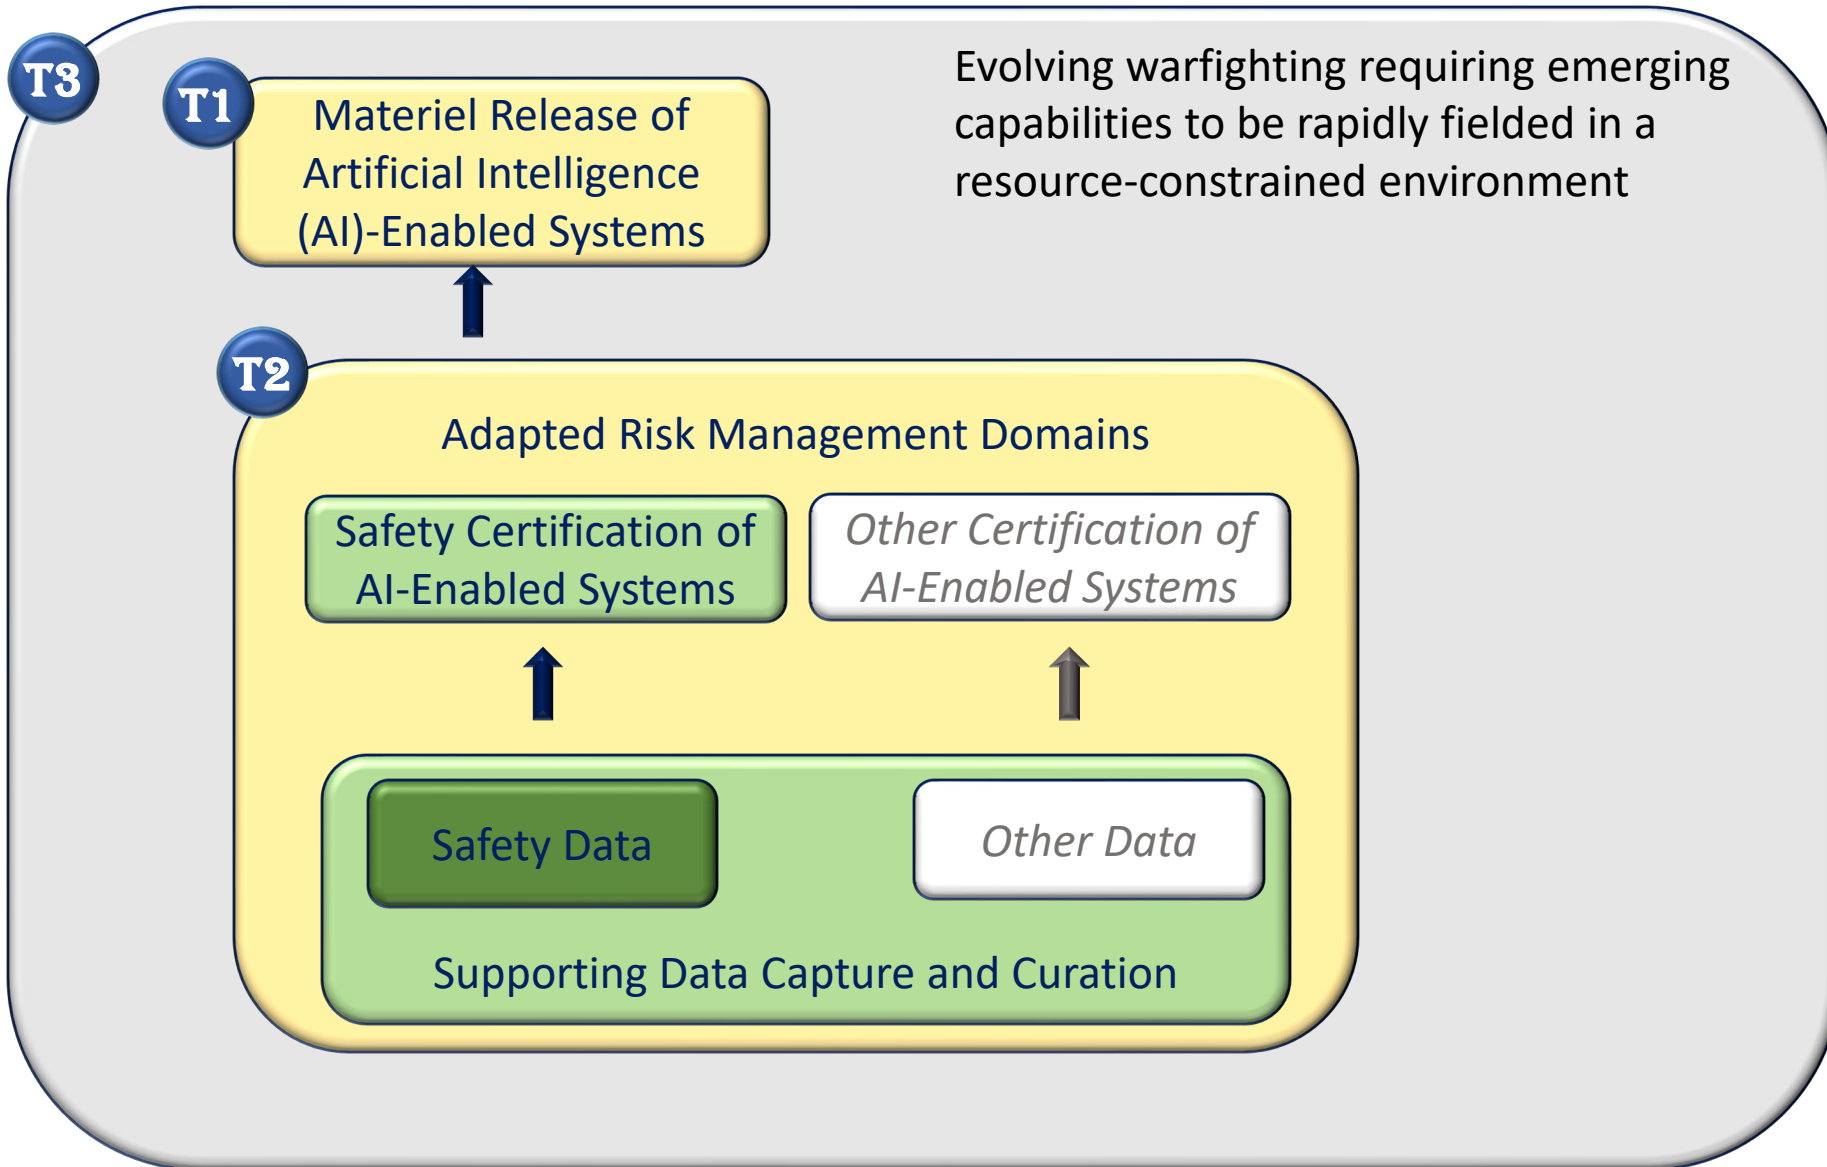 T3
T1
Materiel Release of
Artificial Intelligence
(AI)-Enabled Systems
Evolving warfighting requiring emerging
capabilities to be rapidly fielded in a
resource-constrained environment
T2
Adapted Risk Management Domains
Safety Certification of
AI-Enabled Systems
Other Certification of
AI-Enabled Systems
Safety Data
Other Data
Supporting Data Capture and Curation